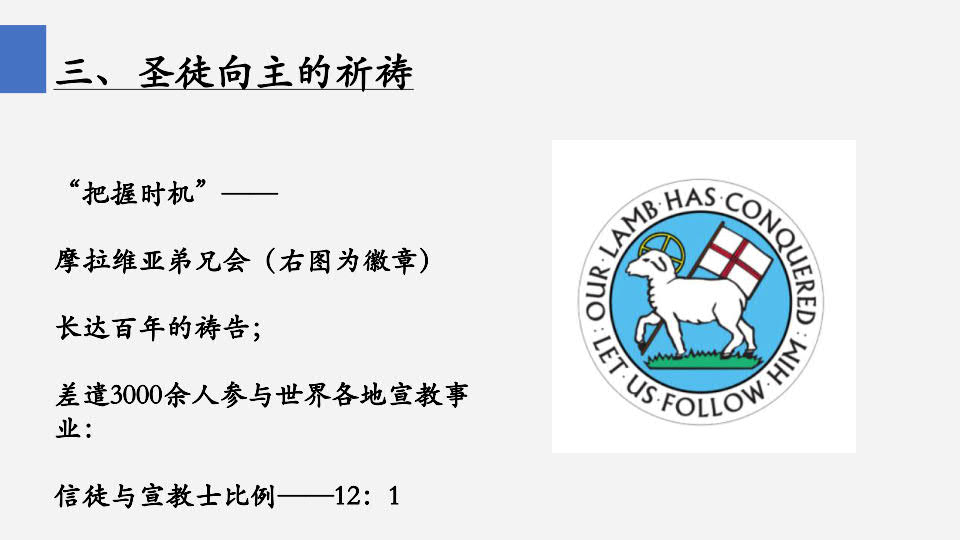 三、圣徒向主的祈祷
“把握时机”——
摩拉维亚弟兄会（右图为徽章）
长达百年的祷告；
差遣3000余人参与世界各地宣教事
业：
信徒与宣教士比例——12：1
OUR·LAMB·HAS·CONQUERED
:LET·US·FOLLOW·HIM: